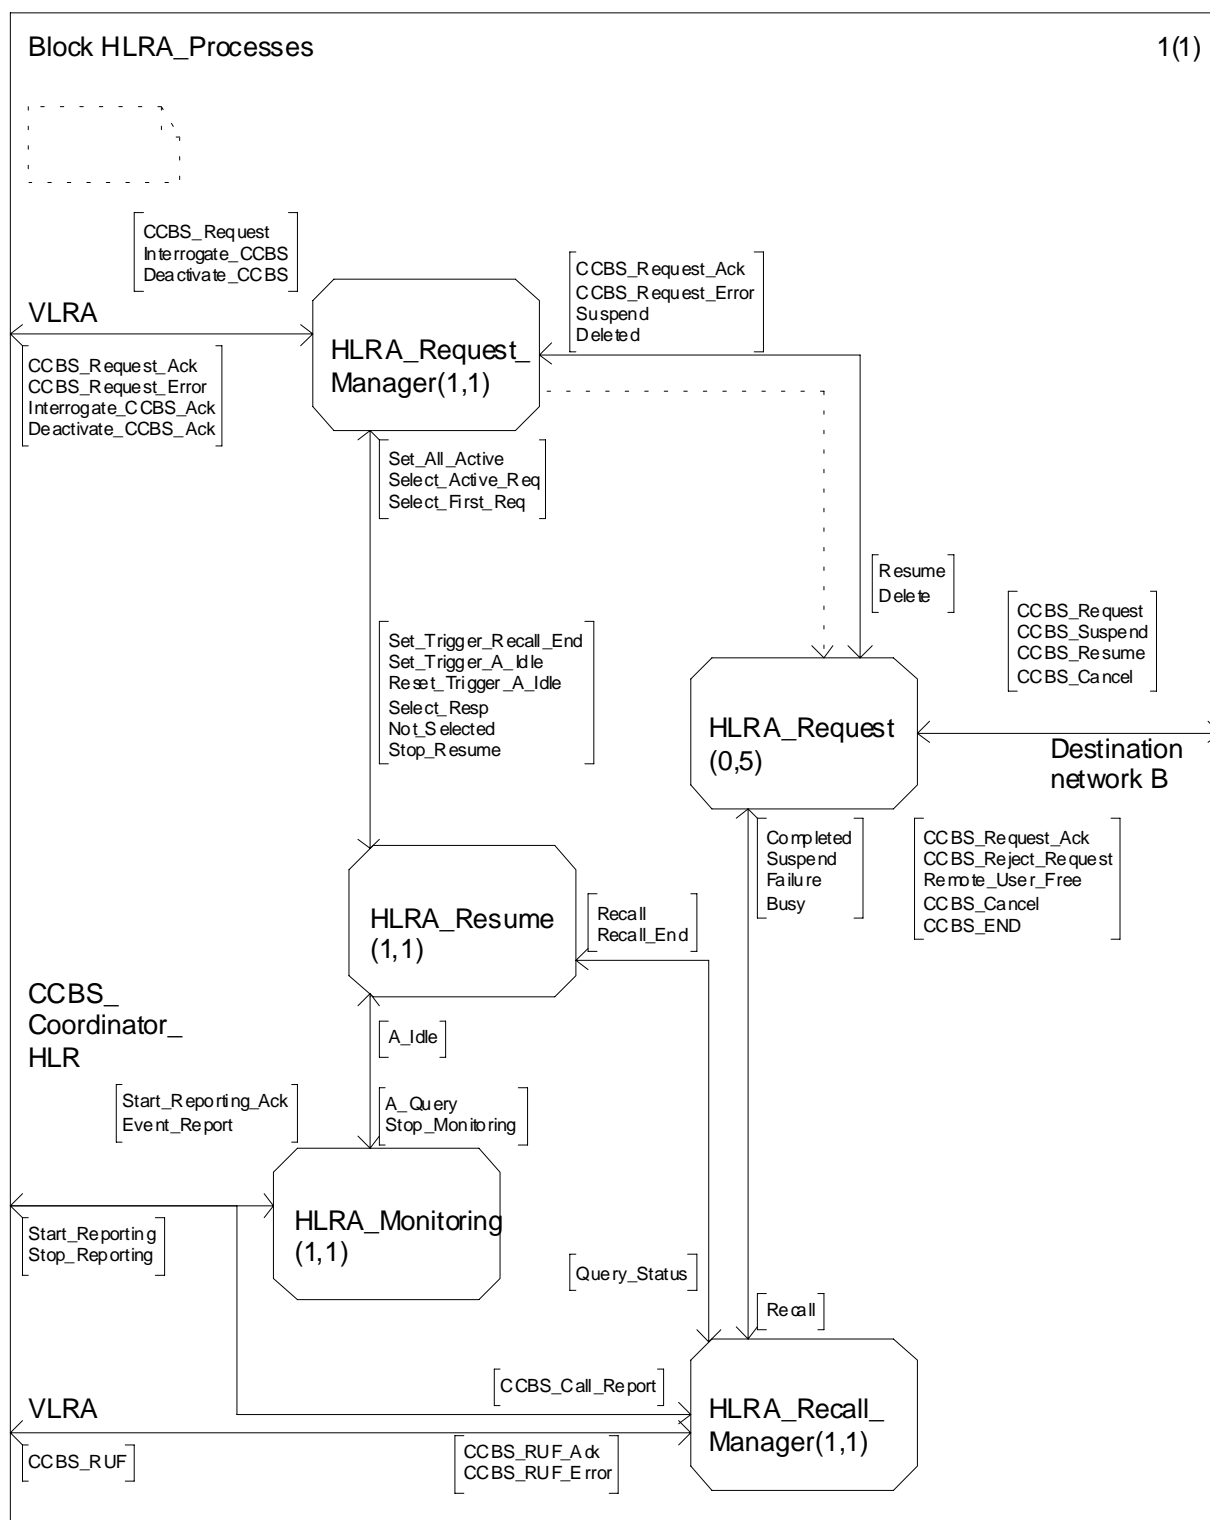 Block HLRA_Processes
1(1)
CCBS_Request
Interrogate_CCBS
Deactivate_CCBS
CCBS_Request_Ack
CCBS_Request_Error
Suspend
Deleted
VLRA
HLRA_Request_
Manager(1,1)
CCBS_Request_Ack
CCBS_Request_Error
Interrogate_CCBS_Ack
Deactivate_CCBS_Ack
Set_All_Active
Select_Active_Req
Select_First_Req
Resume
Delete
CCBS_Request
CCBS_Suspend
CCBS_Resume
CCBS_Cancel
Set_Trigger_Recall_End
Set_Trigger_A_Idle
Reset_Trigger_A_Idle
Select_Resp
Not_Selected
Stop_Resume
HLRA_Request
(0,5)
Destination
network B
Completed
Suspend
Failure
Busy
CCBS_Request_Ack
CCBS_Reject_Request
Remote_User_Free
CCBS_Cancel
CCBS_END
HLRA_Resume
(1,1)
Recall
Recall_End
CCBS_
Coordinator_
HLR
A_Idle
Start_Reporting_Ack
Event_Report
A_Query
Stop_Monitoring
HLRA_Monitoring
(1,1)
Start_Reporting
Stop_Reporting
Query_Status
Recall
CCBS_Call_Report
VLRA
HLRA_Recall_
Manager(1,1)
CCBS_RUF
CCBS_RUF_Ack
CCBS_RUF_Error